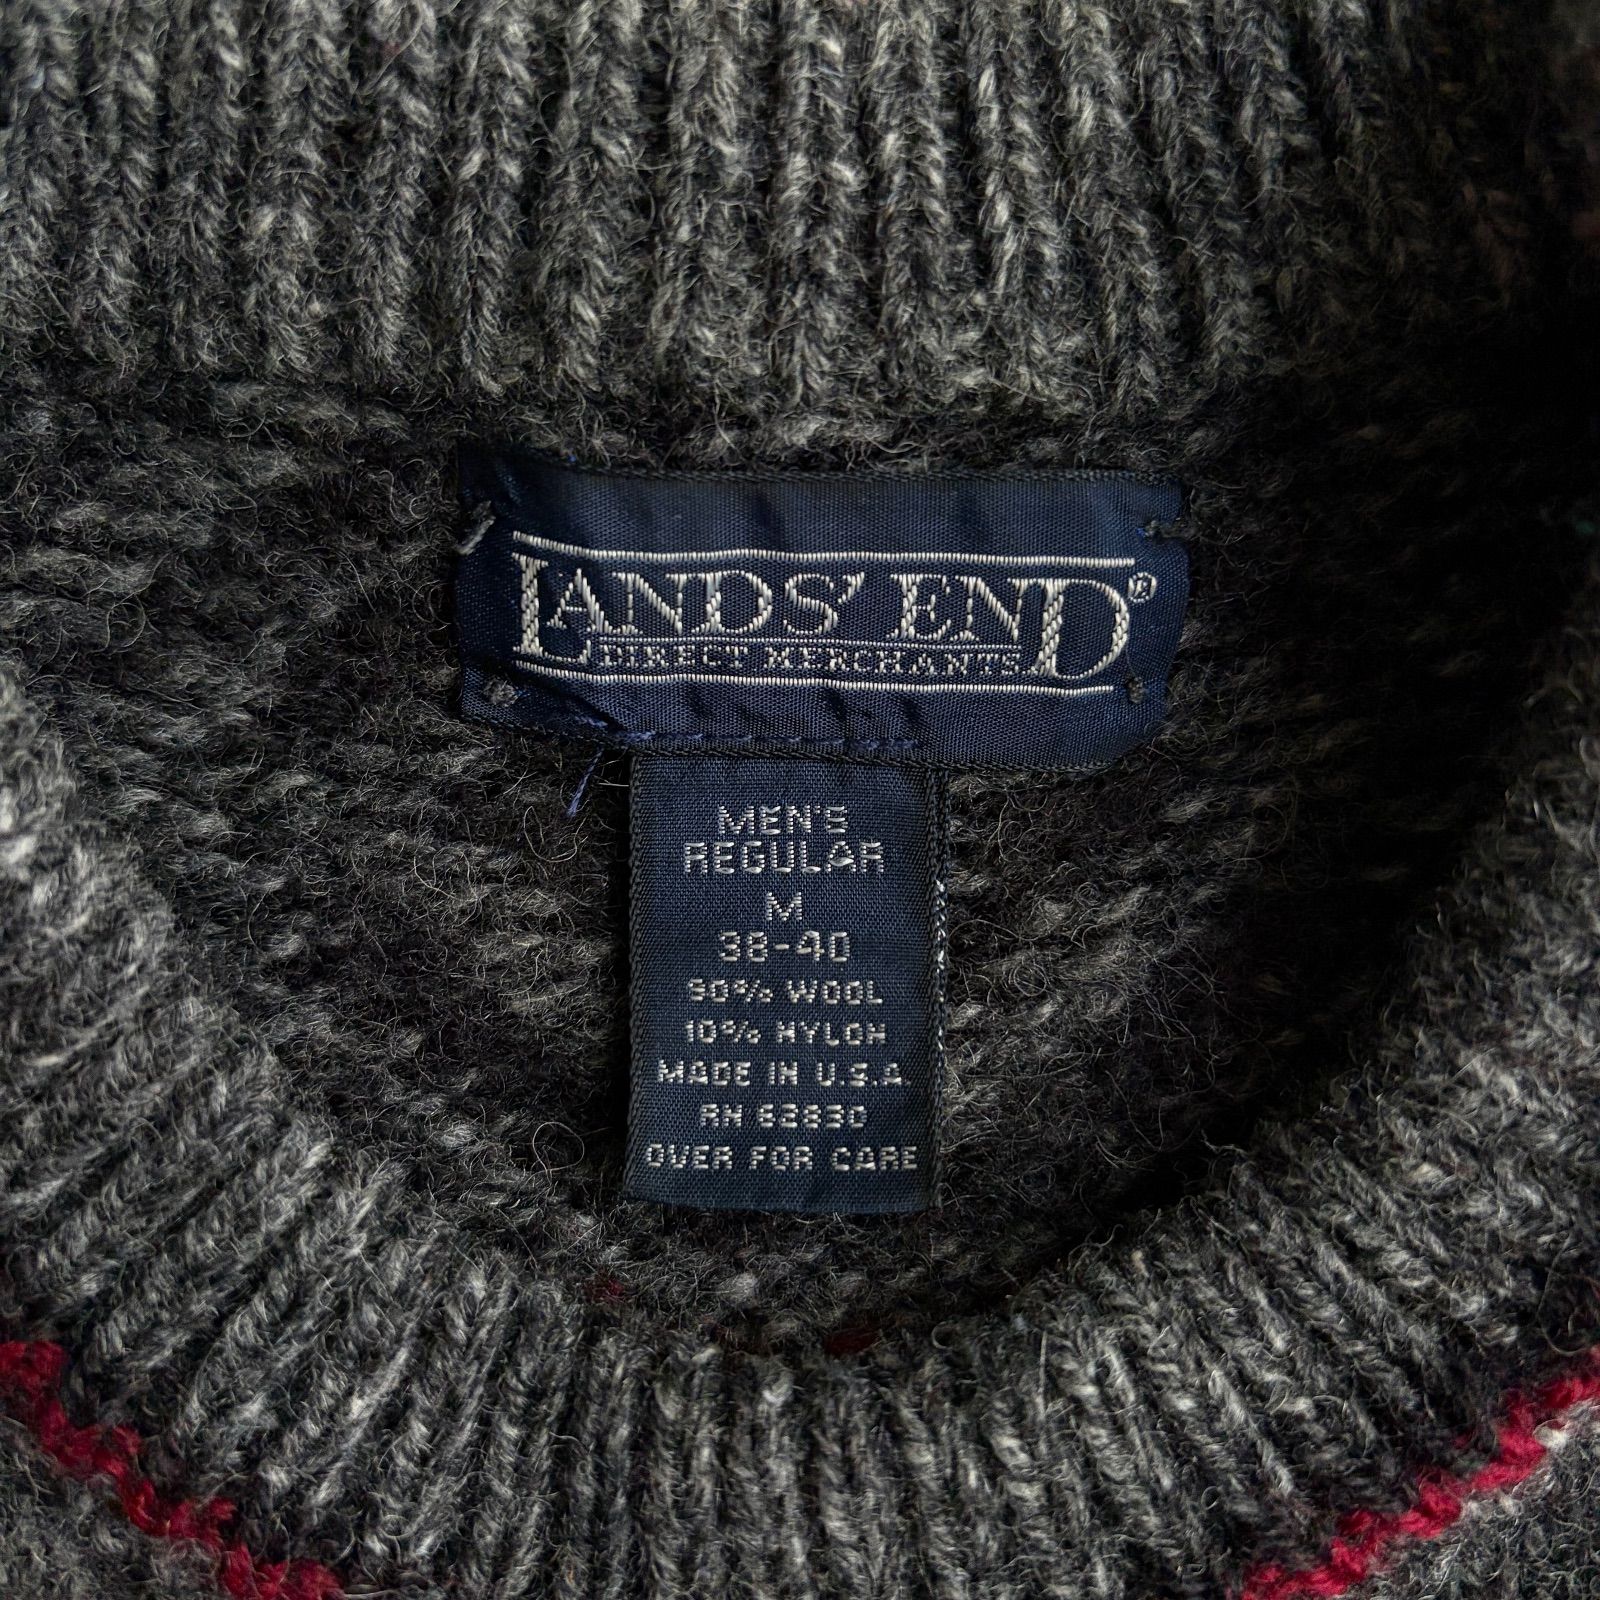 LANDS' END®
DIRECT MERCHANTS
MEN'S
REGULAR
M
38-40
90% WOOL
10% NYLON
MADE IN U.S.A.
RN 63830
OVER FOR CARE